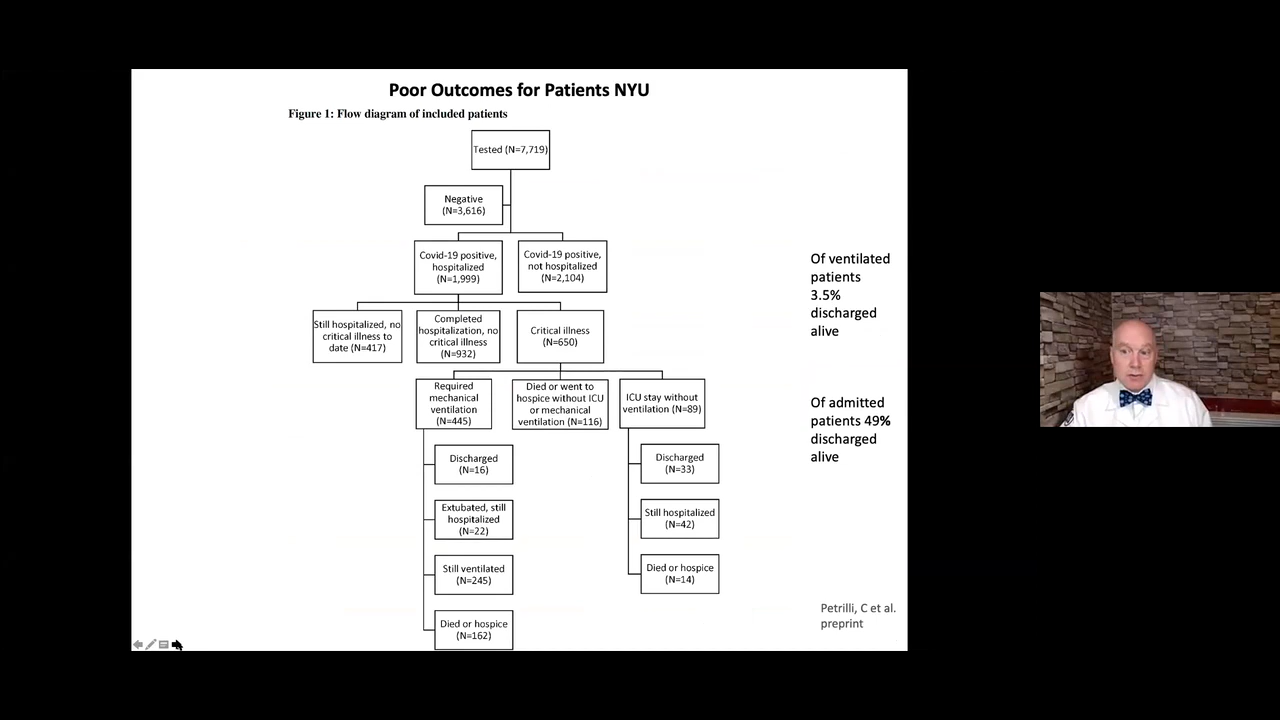 Poor Outcomes for Patients NYU
Figure 1: Flow diagram of included patients
Tested (N=7,719)
Negative
(N=3,616)
Covid-19 positive,
hospitalized
(N=1,999)
Covid-19 positive,
not hospitalized
(N=2,104)
Still hospitalized, no
critical illness to
date (N=417)
Completed
hospitalization, no
critical illness
(N=932)
Critical illness
(N=650)
Required
mechanical
ventilation
(N=445)
Died or went to
hospice without ICU
or mechanical
ventilation (N=116)
ICU stay without
ventilation (N=89)
Discharged
(N=16)
Extubated, still
hospitalized
(N=22)
Still ventilated
(N=245)
Died or hospice
(N=162)
Discharged
(N=33)
Still hospitalized
(N=42)
Died or hospice
(N=14)
Of ventilated
patients
3.5%
discharged
alive
Of admitted
patients 49%
discharged
alive
Petrilli, C et al.
preprint